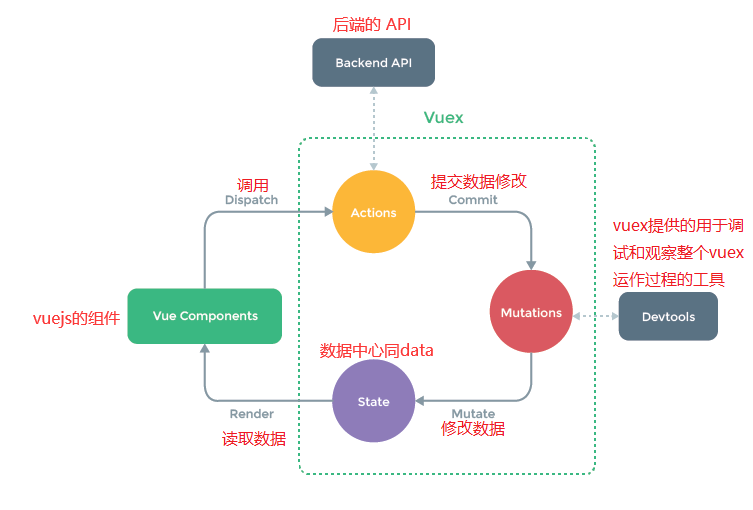 后端的 API
Backend API
Vuex
调用
Dispatch
Actions
提交数据修改
Commit
vuex提供的用于调
试和观察整个vuex
运作过程的工具
vuejs的组件
Vue Components
Mutations
Devtools
数据中心同data
State
Render
读取数据
Mutate
修改数据